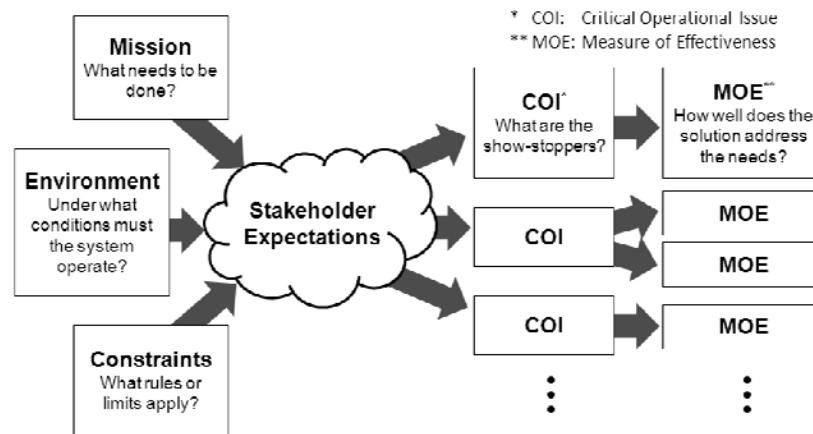 * COI: Critical Operational Issue
** MOE: Measure of Effectiveness
Mission
What needs to be
done?
Environment
Under what
conditions must
the system
operate?
Constraints
What rules or
limits apply?
Stakeholder
Expectations
COI*
What are the
show-stoppers?
MOE**
How well does the
solution address
the needs?
COI
MOE
MOE
COI
MOE